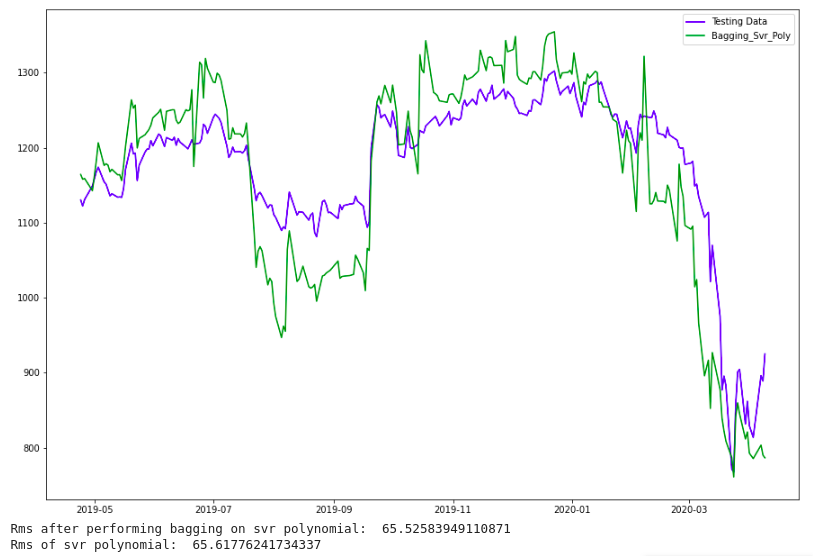 Testing Data
Bagging_Svr_Poly
1300
1200
1100
1000
900
800
2019-05 2019-07 2019-09 2019-11 2020-01 2020-03
Rms after performing bagging on svr polynomial:  65.52583949110871
Rms of svr polynomial:  65.61776241734337